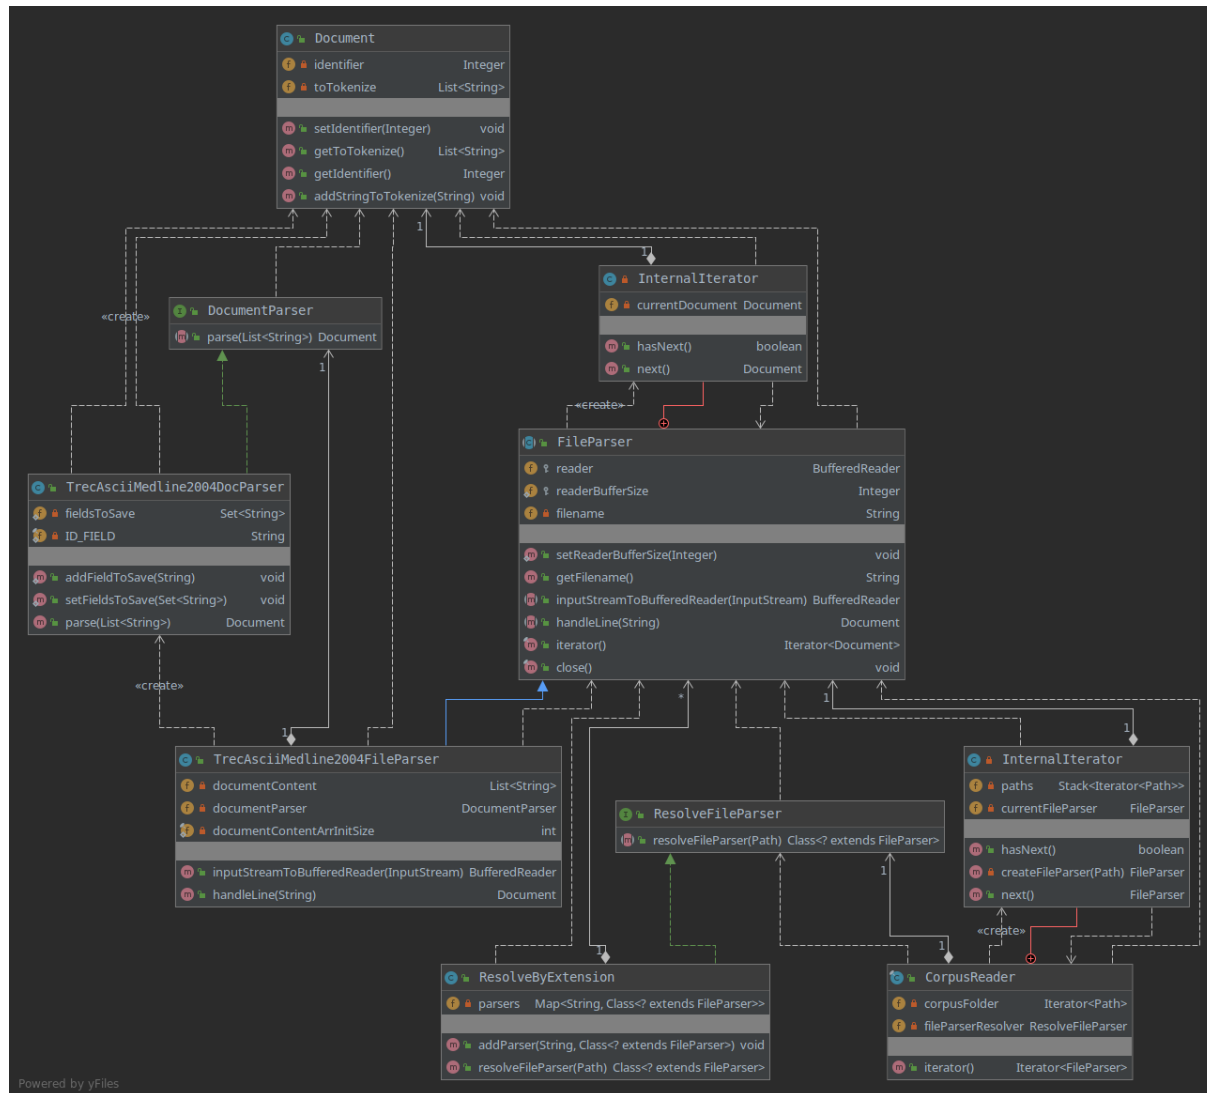 Document
identifier Integer
toTokenize List<String>
setIdentifier(Integer) void
getToTokenize() List<String>
getIdentifier() Integer
addStringToTokenize(String) void
1
1
InternalIterator
currentDocument Document
hasNext() boolean
next() Document
«create»
DocumentParser
parse(List<String>) Document
1
«create»
FileParser
reader BufferedReader
readerBufferSize Integer
filename String
setReaderBufferSize(Integer) void
getFilename() String
inputStreamToBufferedReader(InputStream) BufferedReader
handleLine(String) Document
iterator() Iterator<Document>
close() void
TrecAsciiMedline2004DocParser
fieldsToSave Set<String>
ID_FIELD String
addFieldToSave(String) void
setFieldsToSave(Set<String>) void
parse(List<String>) Document
«create»
*
1
1
1
TrecAsciiMedline2004FileParser
documentContent List<String>
documentParser DocumentParser
documentContentArrInitSize int
inputStreamToBufferedReader(InputStream) BufferedReader
handleLine(String) Document
ResolveFileParser
resolveFileParser(Path) Class<? extends FileParser>
InternalIterator
paths Stack<Iterator<Path>>
currentFileParser FileParser
hasNext() boolean
createFileParser(Path) FileParser
next() FileParser
1
«create»
1
1
ResolveByExtension
parsers Map<String, Class<? extends FileParser>>
addParser(String, Class<? extends FileParser>) void
resolveFileParser(Path) Class<? extends FileParser>
CorpusReader
corpusFolder Iterator<Path>
fileParserResolver ResolveFileParser
iterator() Iterator<FileParser>
Powered by yFiles